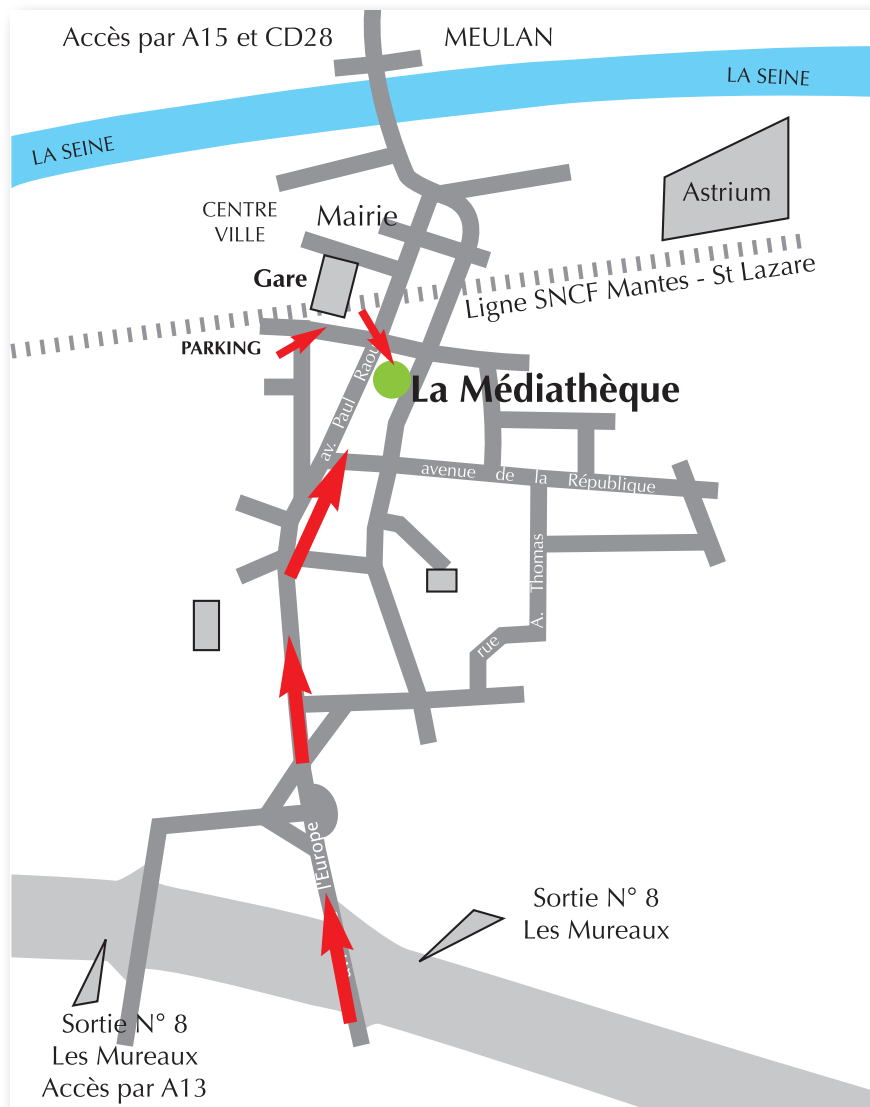 Accès par A15 et CD28
MEULAN
LA SEINE
LA SEINE
Astrium
CENTRE
VILLE
Mairie
Gare
Ligne SNCF Mantes - St Lazare
PARKING
av. Paul Raou
La Médiathèque
avenue de la République
rue A. Thomas
l'Europe
Sortie N° 8
Les Mureaux
Sortie N° 8
Les Mureaux
Accès par A13